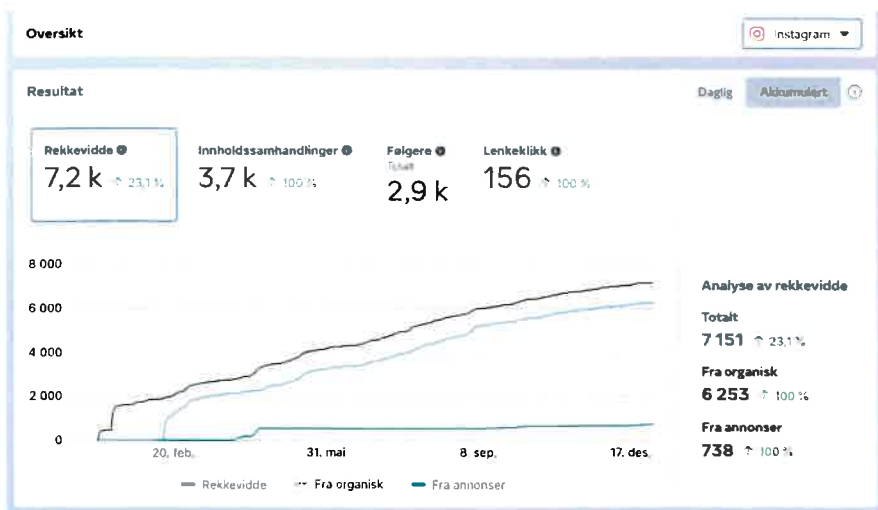 Oversikt
Instagram
Resultat
Daglig Akkumulert
Rekkevidde
7,2 k ↑ 23,1 %
Innholdssamhandlinger
3,7 k ↑ 100 %
Følgere
Totalt
2,9 k
Lenkeklikk
156 ↑ 100 %
8 000
6 000
4 000
2 000
0
20. feb. 31. mai 8. sep. 17. des.
Rekkevidde Fra organisk Fra annonser
Analyse av rekkevidde
Totalt
7 151 ↑ 23,1 %
Fra organisk
6 253 ↑ 100 %
Fra annonser
738 ↑ 100 %